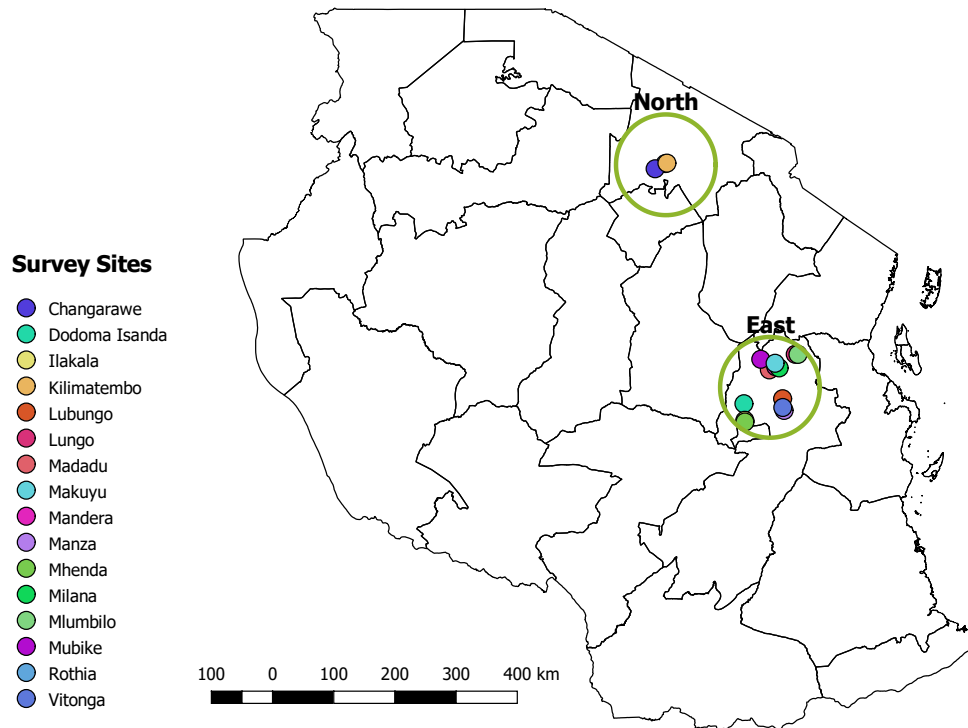 North
East
Survey Sites
Changarawe
Dodoma Isanda
Ilakala
Kilimatembo
Lubungo
Lungo
Madadu
Makuyu
Mandera
Manza
Mhenda
Milana
Mlumbilo
Mubike
Rothia
Vitonga
100 0 100 200 300 400 km